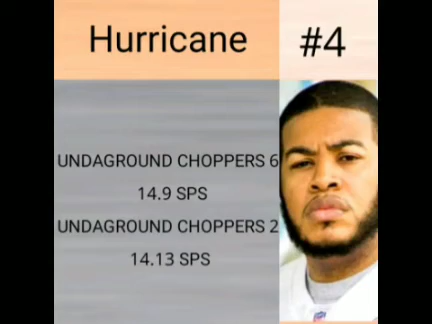 Hurricane
#4
UNDAGROUND CHOPPERS 6
14.9 SPS
UNDAGROUND CHOPPERS 2
14.13 SPS